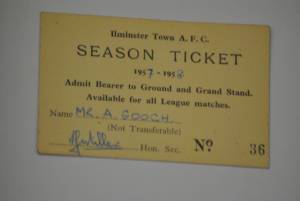 Ilminster Town A.F.C.
SEASON TICKET
1957 - 1958
Admit Bearer to Ground and Grand Stand.
Available for all League matches.
Name MR. A. GOOCH
(Not Transferable)
Hon. Sec. No. 36